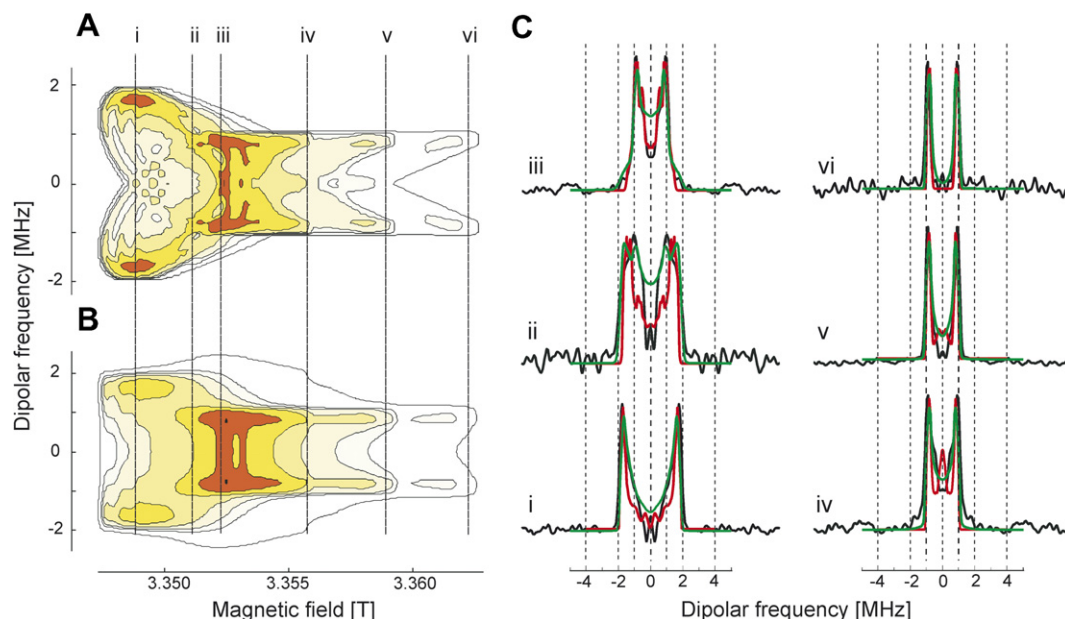 A
i ii iii iv v vi
C
2
0
-2
B
2
0
-2
Dipolar frequency [MHz]
3.350 3.355 3.360
Magnetic field [T]
iii
vi
ii
v
i
iv
-4 -2 0 2 4
-4 -2 0 2 4
Dipolar frequency [MHz]